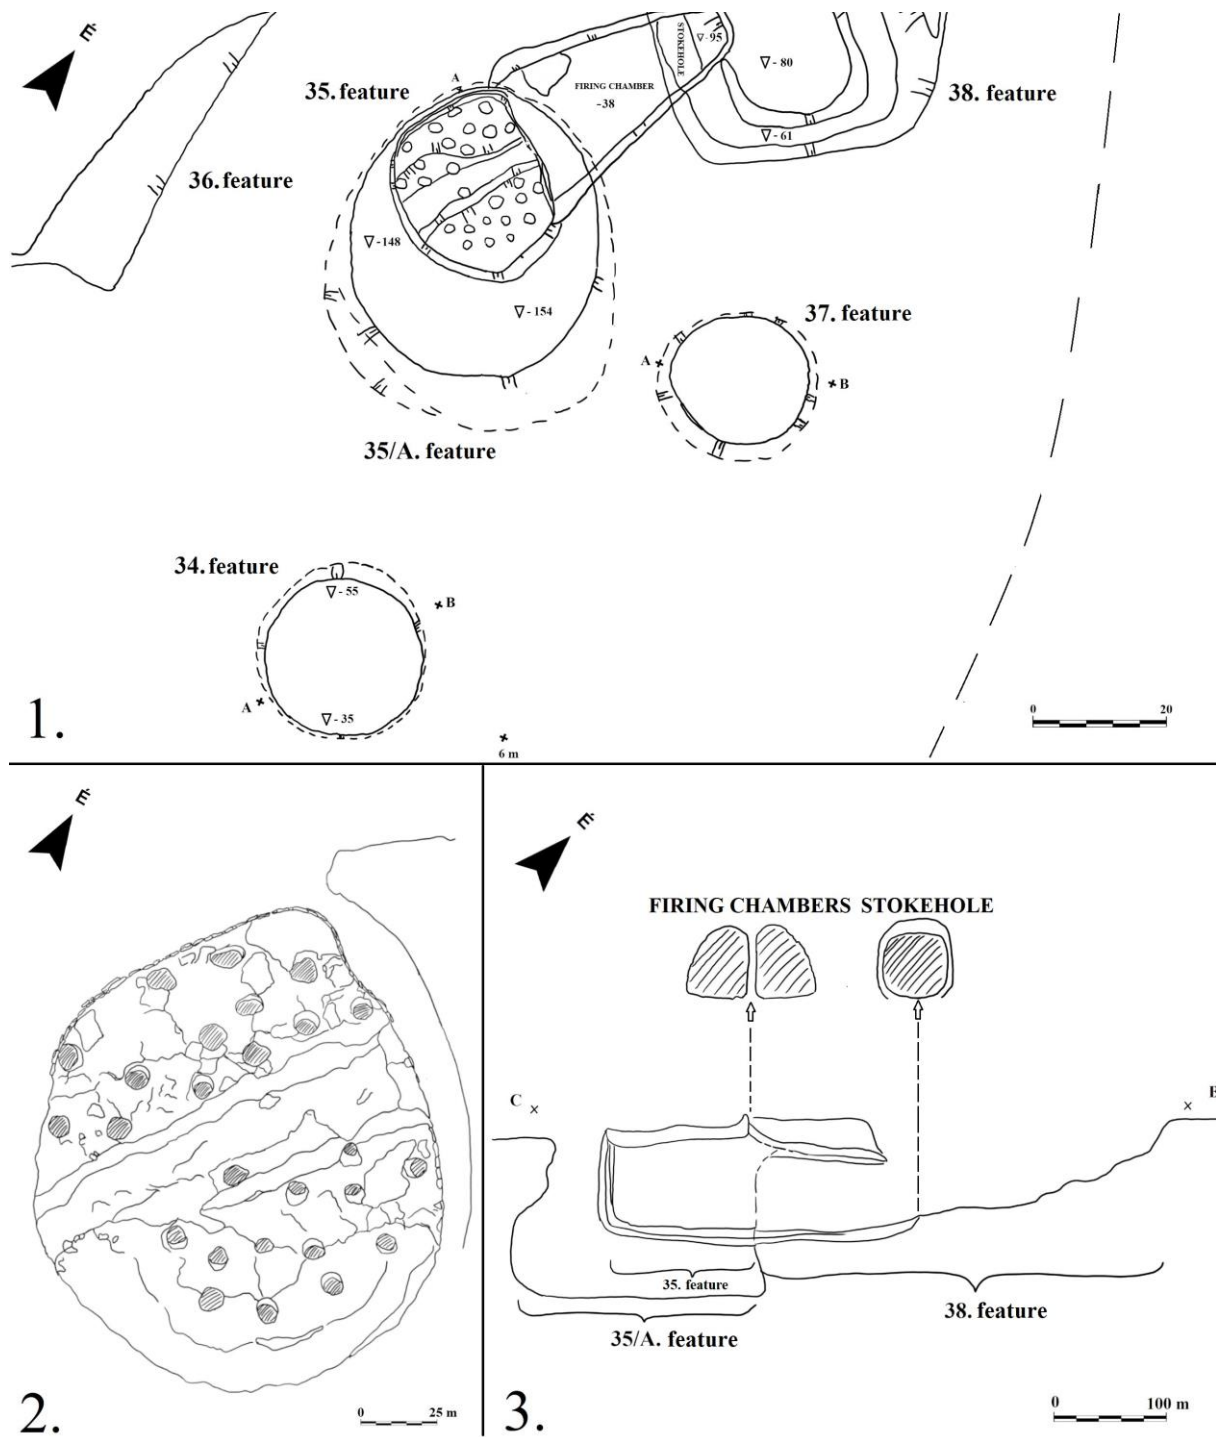 É
35. feature
A
STOKEHOLE
-95
-80
FIRING CHAMBER
-38
38. feature
-61
36. feature
-148
-154
37. feature
A
B
35/A. feature
34. feature
-55
B
A
-35
1.
6 m
0 20
É
2.
0 25 m
É
FIRING CHAMBERS STOKEHOLE
C
B
35. feature
35/A. feature
38. feature
3.
0 100 m